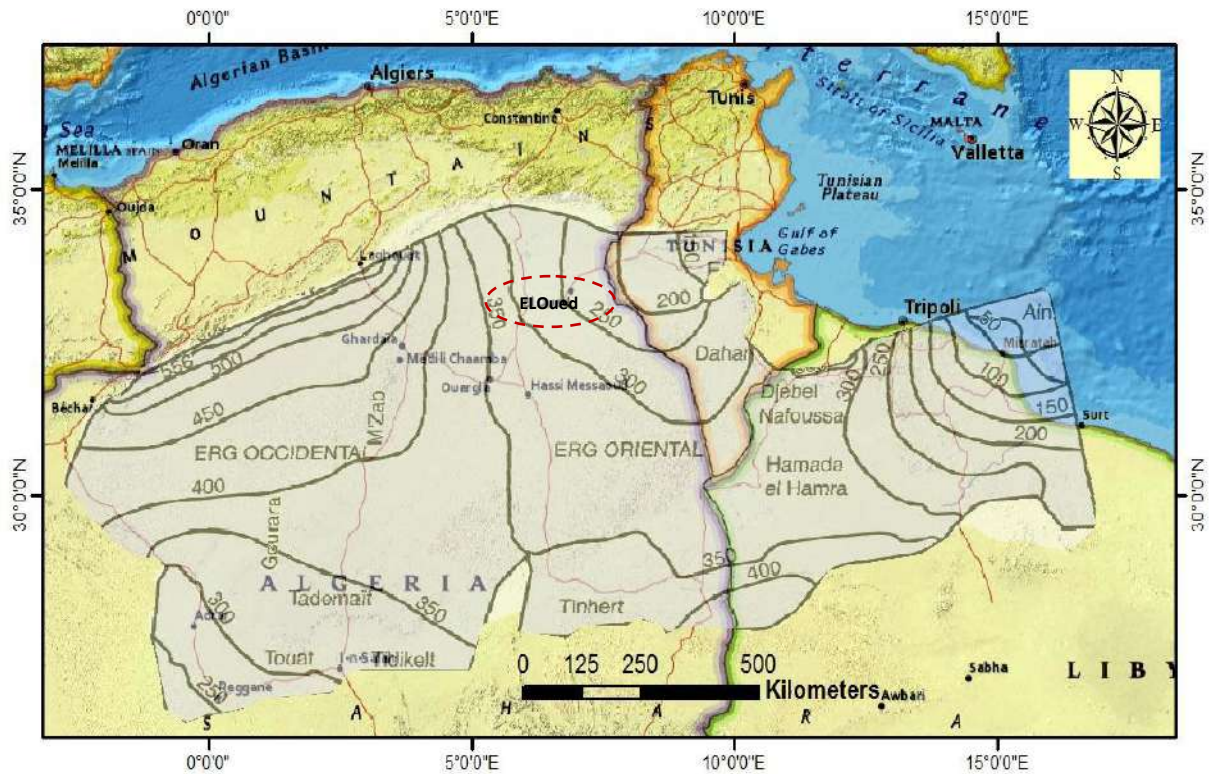 0°0'0"
5°0'0"E
10°0'0"E
15°0'0"E
35°0'0"N
35°0'0"N
30°0'0"N
30°0'0"N
Algerian Basin
Algiers
Constantine
Tunis
Sea
MELILLA
Melilla
Oran
Oujda
M O U N T A I N S
terranean
Strait of Sicilia
MALTA
Valletta
Tunisian
Plateau
Gulf of
Gabes
TUNISIA
N
W
E
S
Laghouat
ELOued
350
250
200
Tripoli
50
Ain
Misratah
100
150
Surt
200
Ghardaïa
Metlili Chaamba
Ouargla
Hassi Messaoud
300
Dahar
Djebel
Nafoussa
300
250
Béchar
500
450
M'Zab
ERG OCCIDENTAL
ERG ORIENTAL
Hamada
el Hamra
400
Gourara
ALGERIA
Tademaït
300
350
350
400
Tinhert
Touat
Tidikelt
Reggane
250
0 125 250 500
Kilometers
Sabha
Awbari
LIBY
S A H A R A
0°0'0"
5°0'0"E
10°0'0"E
15°0'0"E